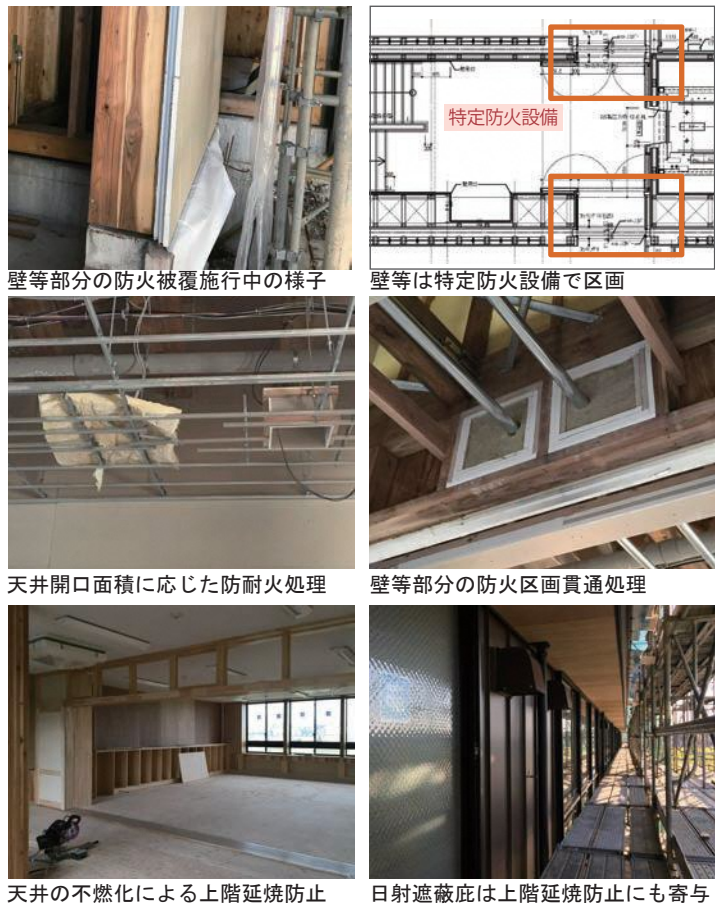 特定防火設備
壁等部分の防火被覆施行中の様子
壁等は特定防火設備で区画
天井開口面積に応じた防耐火処理
壁等部分の防火区画貫通処理
天井の不燃化による上階延焼防止
日射遮蔽庇は上階延焼防止にも寄与